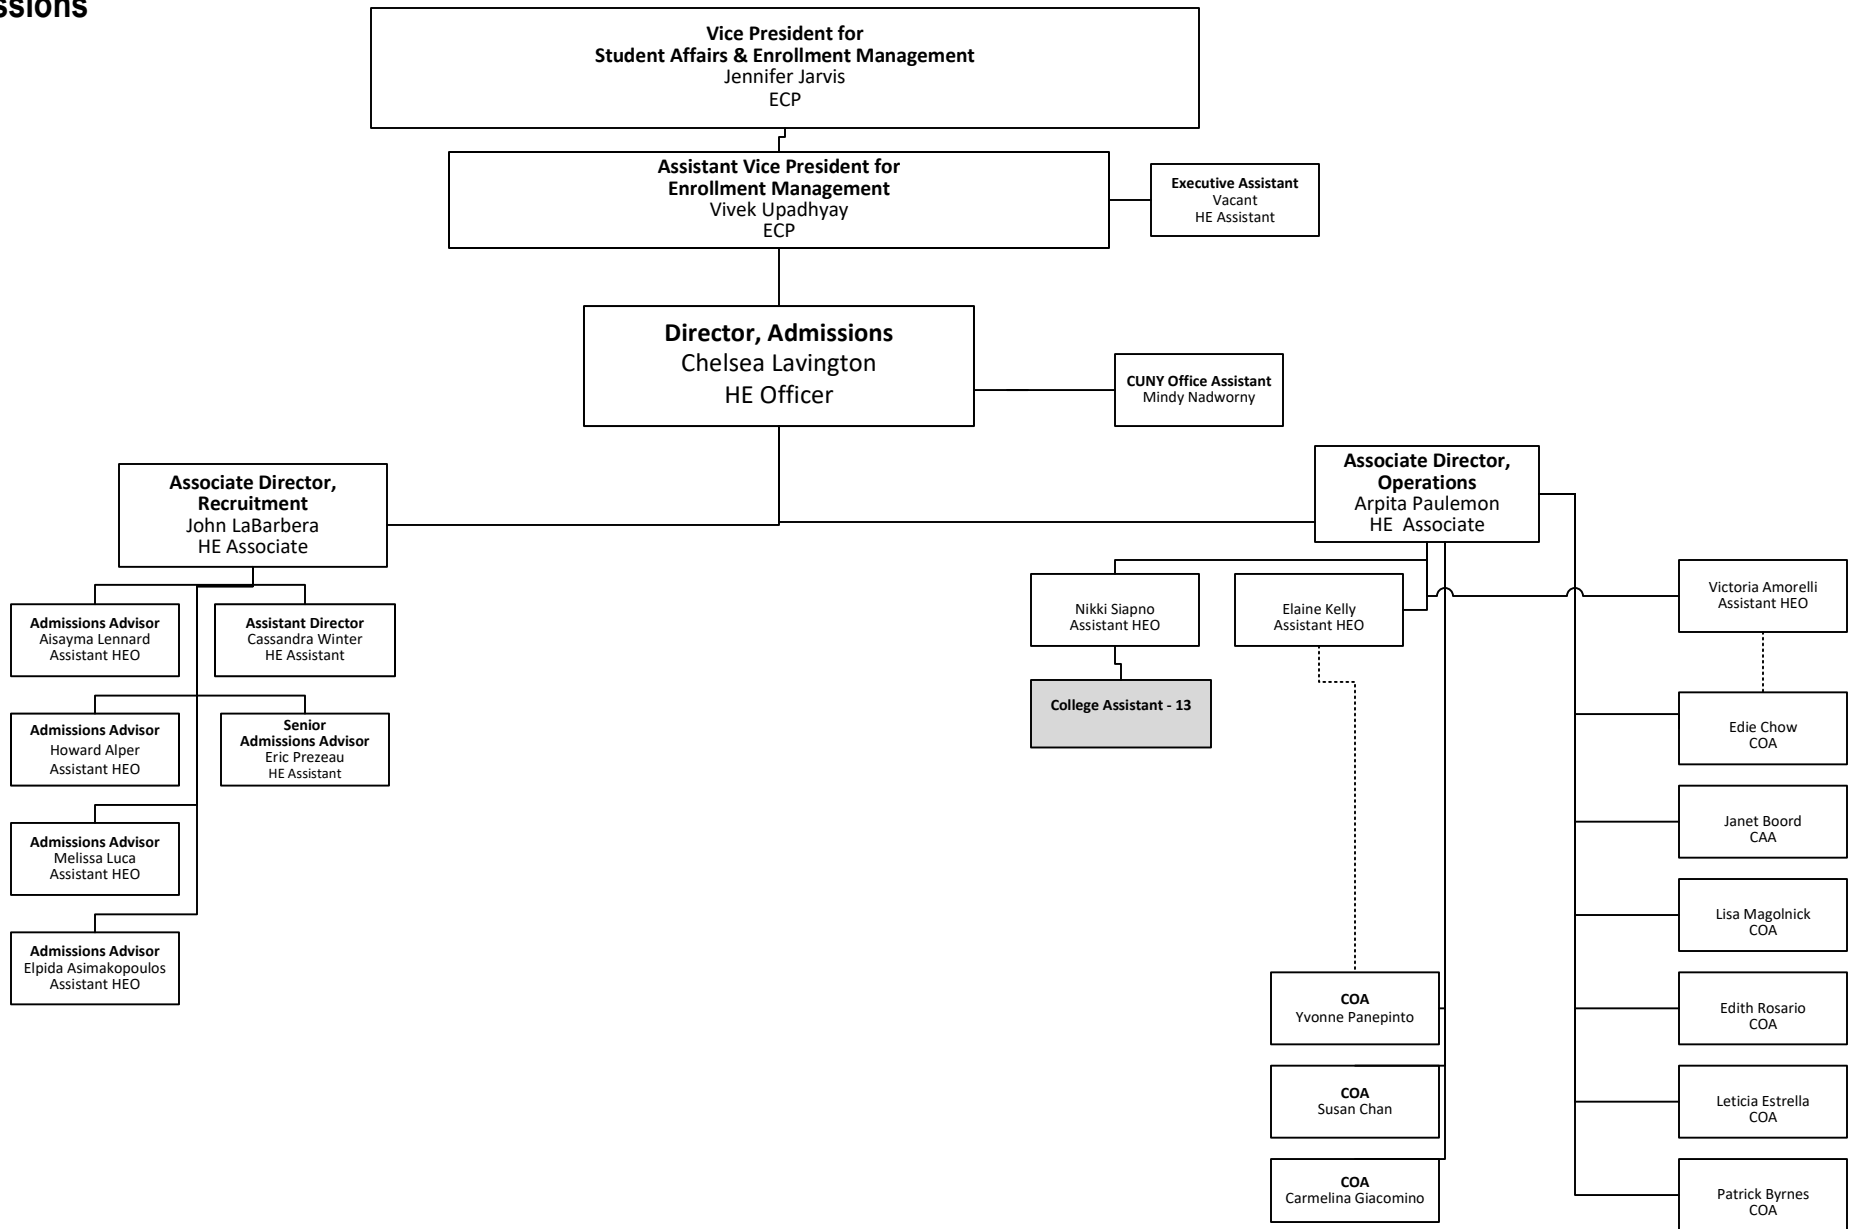 ssions
Vice President for
Student Affairs & Enrollment Management
Jennifer Jarvis
ECP
Assistant Vice President for
Enrollment Management
Vivek Upadhyay
ECP
Executive Assistant
Vacant
HE Assistant
Director, Admissions
Chelsea Lavington
HE Officer
CUNY Office Assistant
Mindy Nadworny
Associate Director,
Recruitment
John LaBarbera
HE Associate
Associate Director,
Operations
Arpita Paulemon
HE Associate
Admissions Advisor
Aisayma Lennard
Assistant HEO
Assistant Director
Cassandra Winter
HE Assistant
Admissions Advisor
Howard Alper
Assistant HEO
Senior
Admissions Advisor
Eric Prezeau
HE Assistant
Admissions Advisor
Melissa Luca
Assistant HEO
Admissions Advisor
Elpida Asimakopoulos
Assistant HEO
Nikki Siapno
Assistant HEO
Elaine Kelly
Assistant HEO
College Assistant - 13
COA
Yvonne Panepinto
COA
Susan Chan
COA
Carmelina Giacomino
Victoria Amorelli
Assistant HEO
Edie Chow
COA
Janet Boord
CAA
Lisa Magolnick
COA
Edith Rosario
COA
Leticia Estrella
COA
Patrick Byrnes
COA